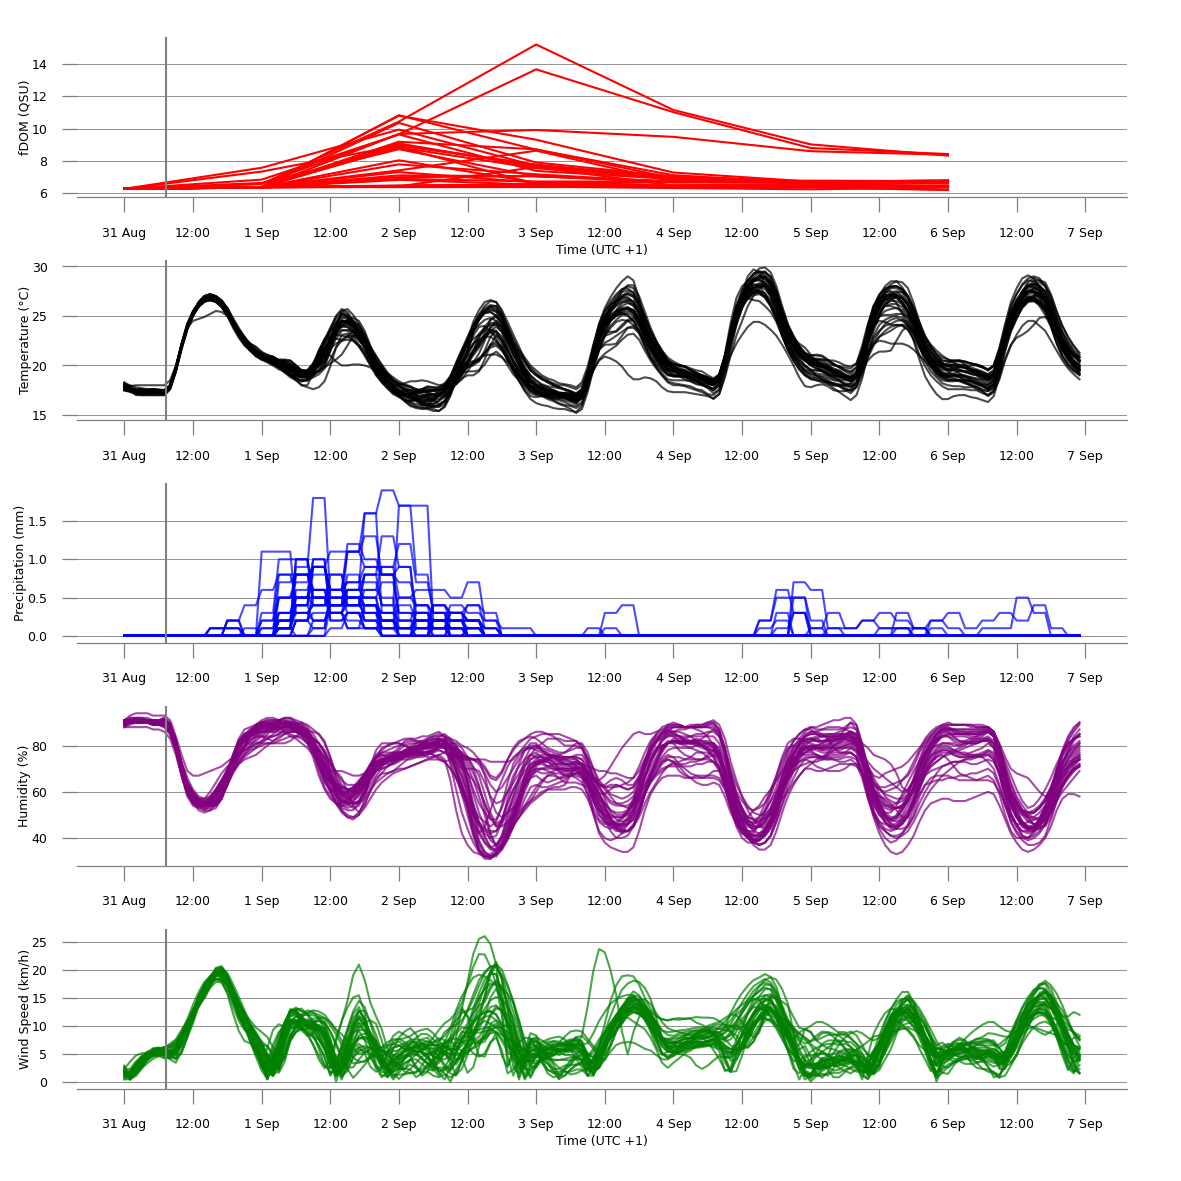 fDOM (QSU)
14
12
10
8
6
31 Aug 12:00 1 Sep 12:00 2 Sep 12:00 3 Sep 12:00 4 Sep 12:00 5 Sep 12:00 6 Sep 12:00 7 Sep
Time (UTC +1)
Temperature (°C)
30
25
20
15
31 Aug 12:00 1 Sep 12:00 2 Sep 12:00 3 Sep 12:00 4 Sep 12:00 5 Sep 12:00 6 Sep 12:00 7 Sep
Precipitation (mm)
1.5
1.0
0.5
0.0
31 Aug 12:00 1 Sep 12:00 2 Sep 12:00 3 Sep 12:00 4 Sep 12:00 5 Sep 12:00 6 Sep 12:00 7 Sep
Humidity (%)
80
60
40
31 Aug 12:00 1 Sep 12:00 2 Sep 12:00 3 Sep 12:00 4 Sep 12:00 5 Sep 12:00 6 Sep 12:00 7 Sep
Wind Speed (km/h)
25
20
15
10
5
0
31 Aug 12:00 1 Sep 12:00 2 Sep 12:00 3 Sep 12:00 4 Sep 12:00 5 Sep 12:00 6 Sep 12:00 7 Sep
Time (UTC +1)